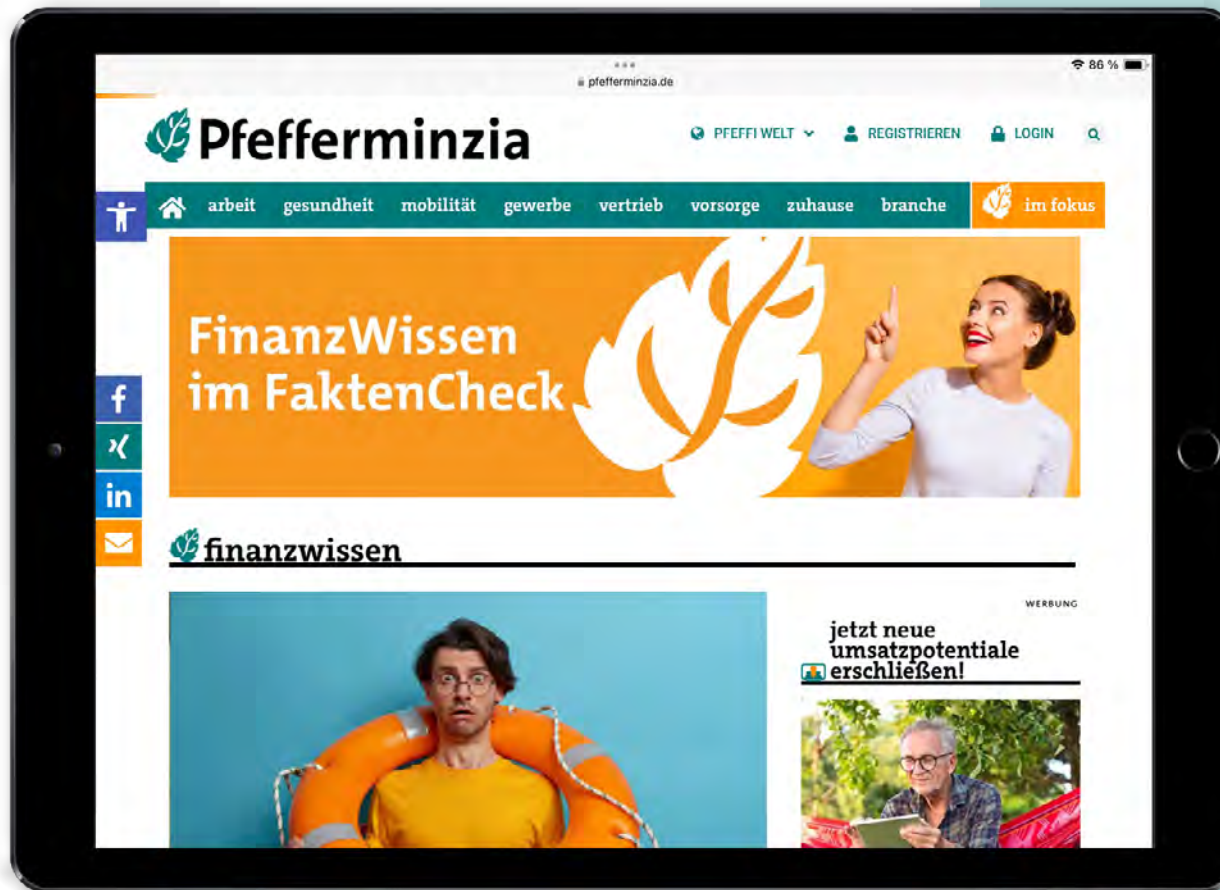 pfefferminzia.de
86 %
Pfefferminzia
PFEFFI WELT
REGISTRIEREN
LOGIN
arbeit gesundheit mobilität gewerbe vertrieb vorsorge zuhause branche im fokus
FinanzWissen
im FaktenCheck
finanzwissen
WERBUNG
jetzt neue
umsatzpotentiale
erschließen!